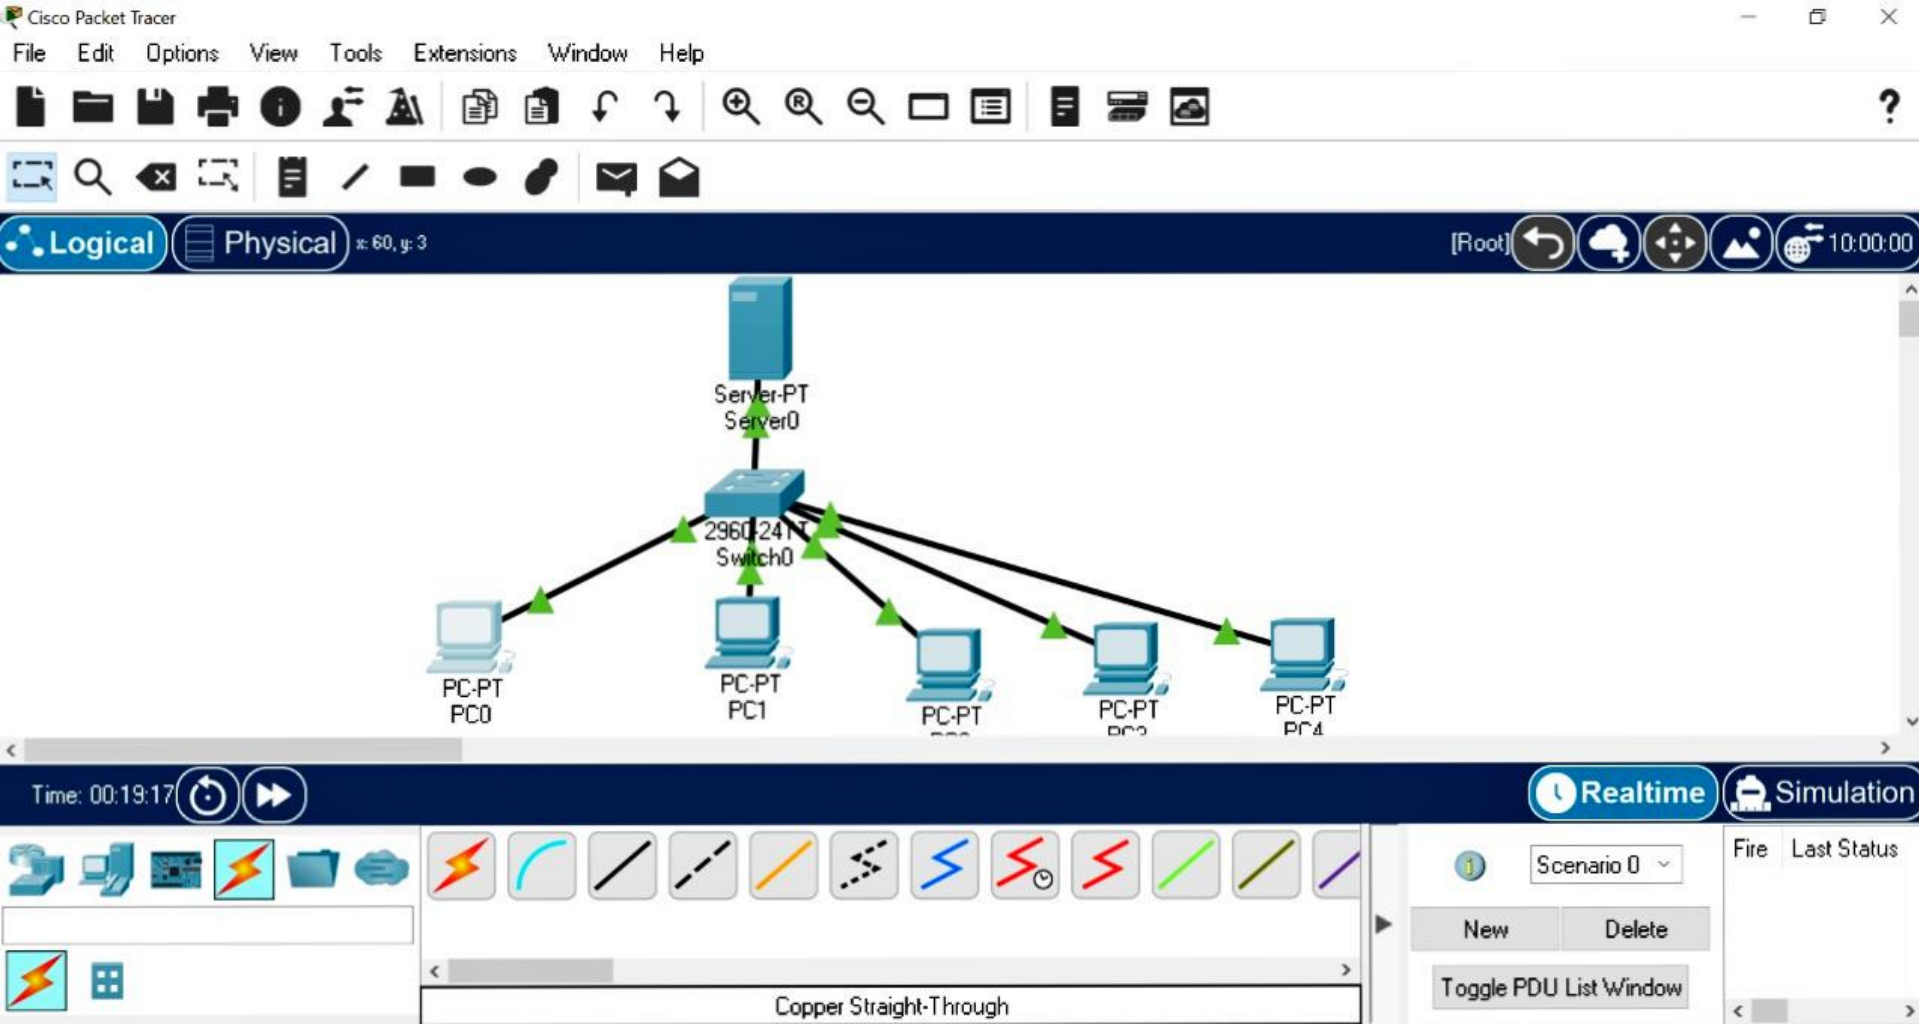 Cisco Packet Tracer
File Edit Options View Tools Extensions Window Help
R
?
Logical Physical x: 60, y: 3 [Root] 10:00:00
Server-PT
Server0
2960-24TT
Switch0
PC-PT
PC0
PC-PT
PC1
PC-PT
PC-PT
PC-PT
PC4
Time: 00:19:17 Realtime Simulation
Scenario 0
Fire Last Status
New Delete
Toggle PDU List Window
Copper Straight-Through